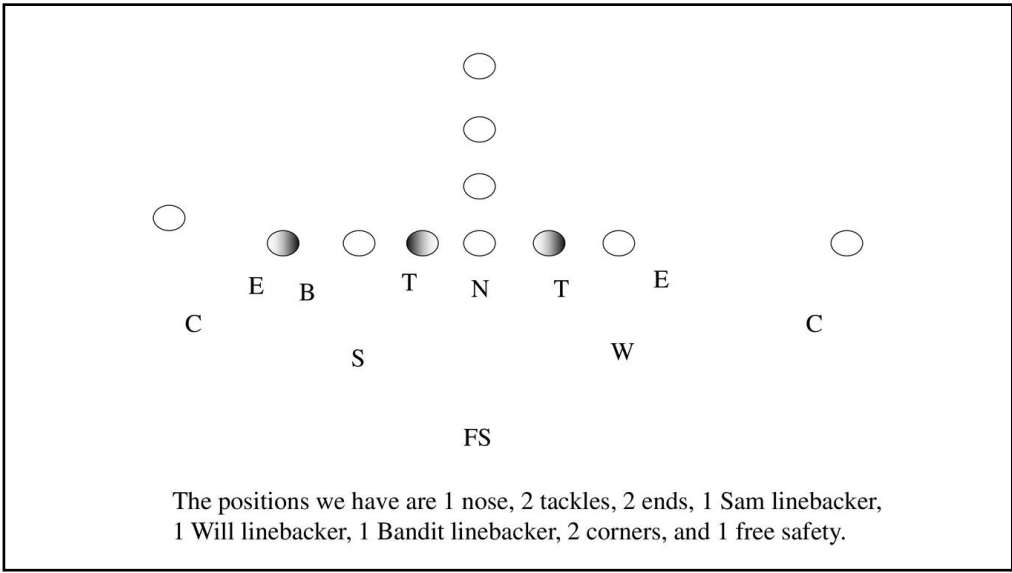 E B T N T E
C C
S W
FS
The positions we have are 1 nose, 2 tackles, 2 ends, 1 Sam linebacker,
1 Will linebacker, 1 Bandit linebacker, 2 corners, and 1 free safety.